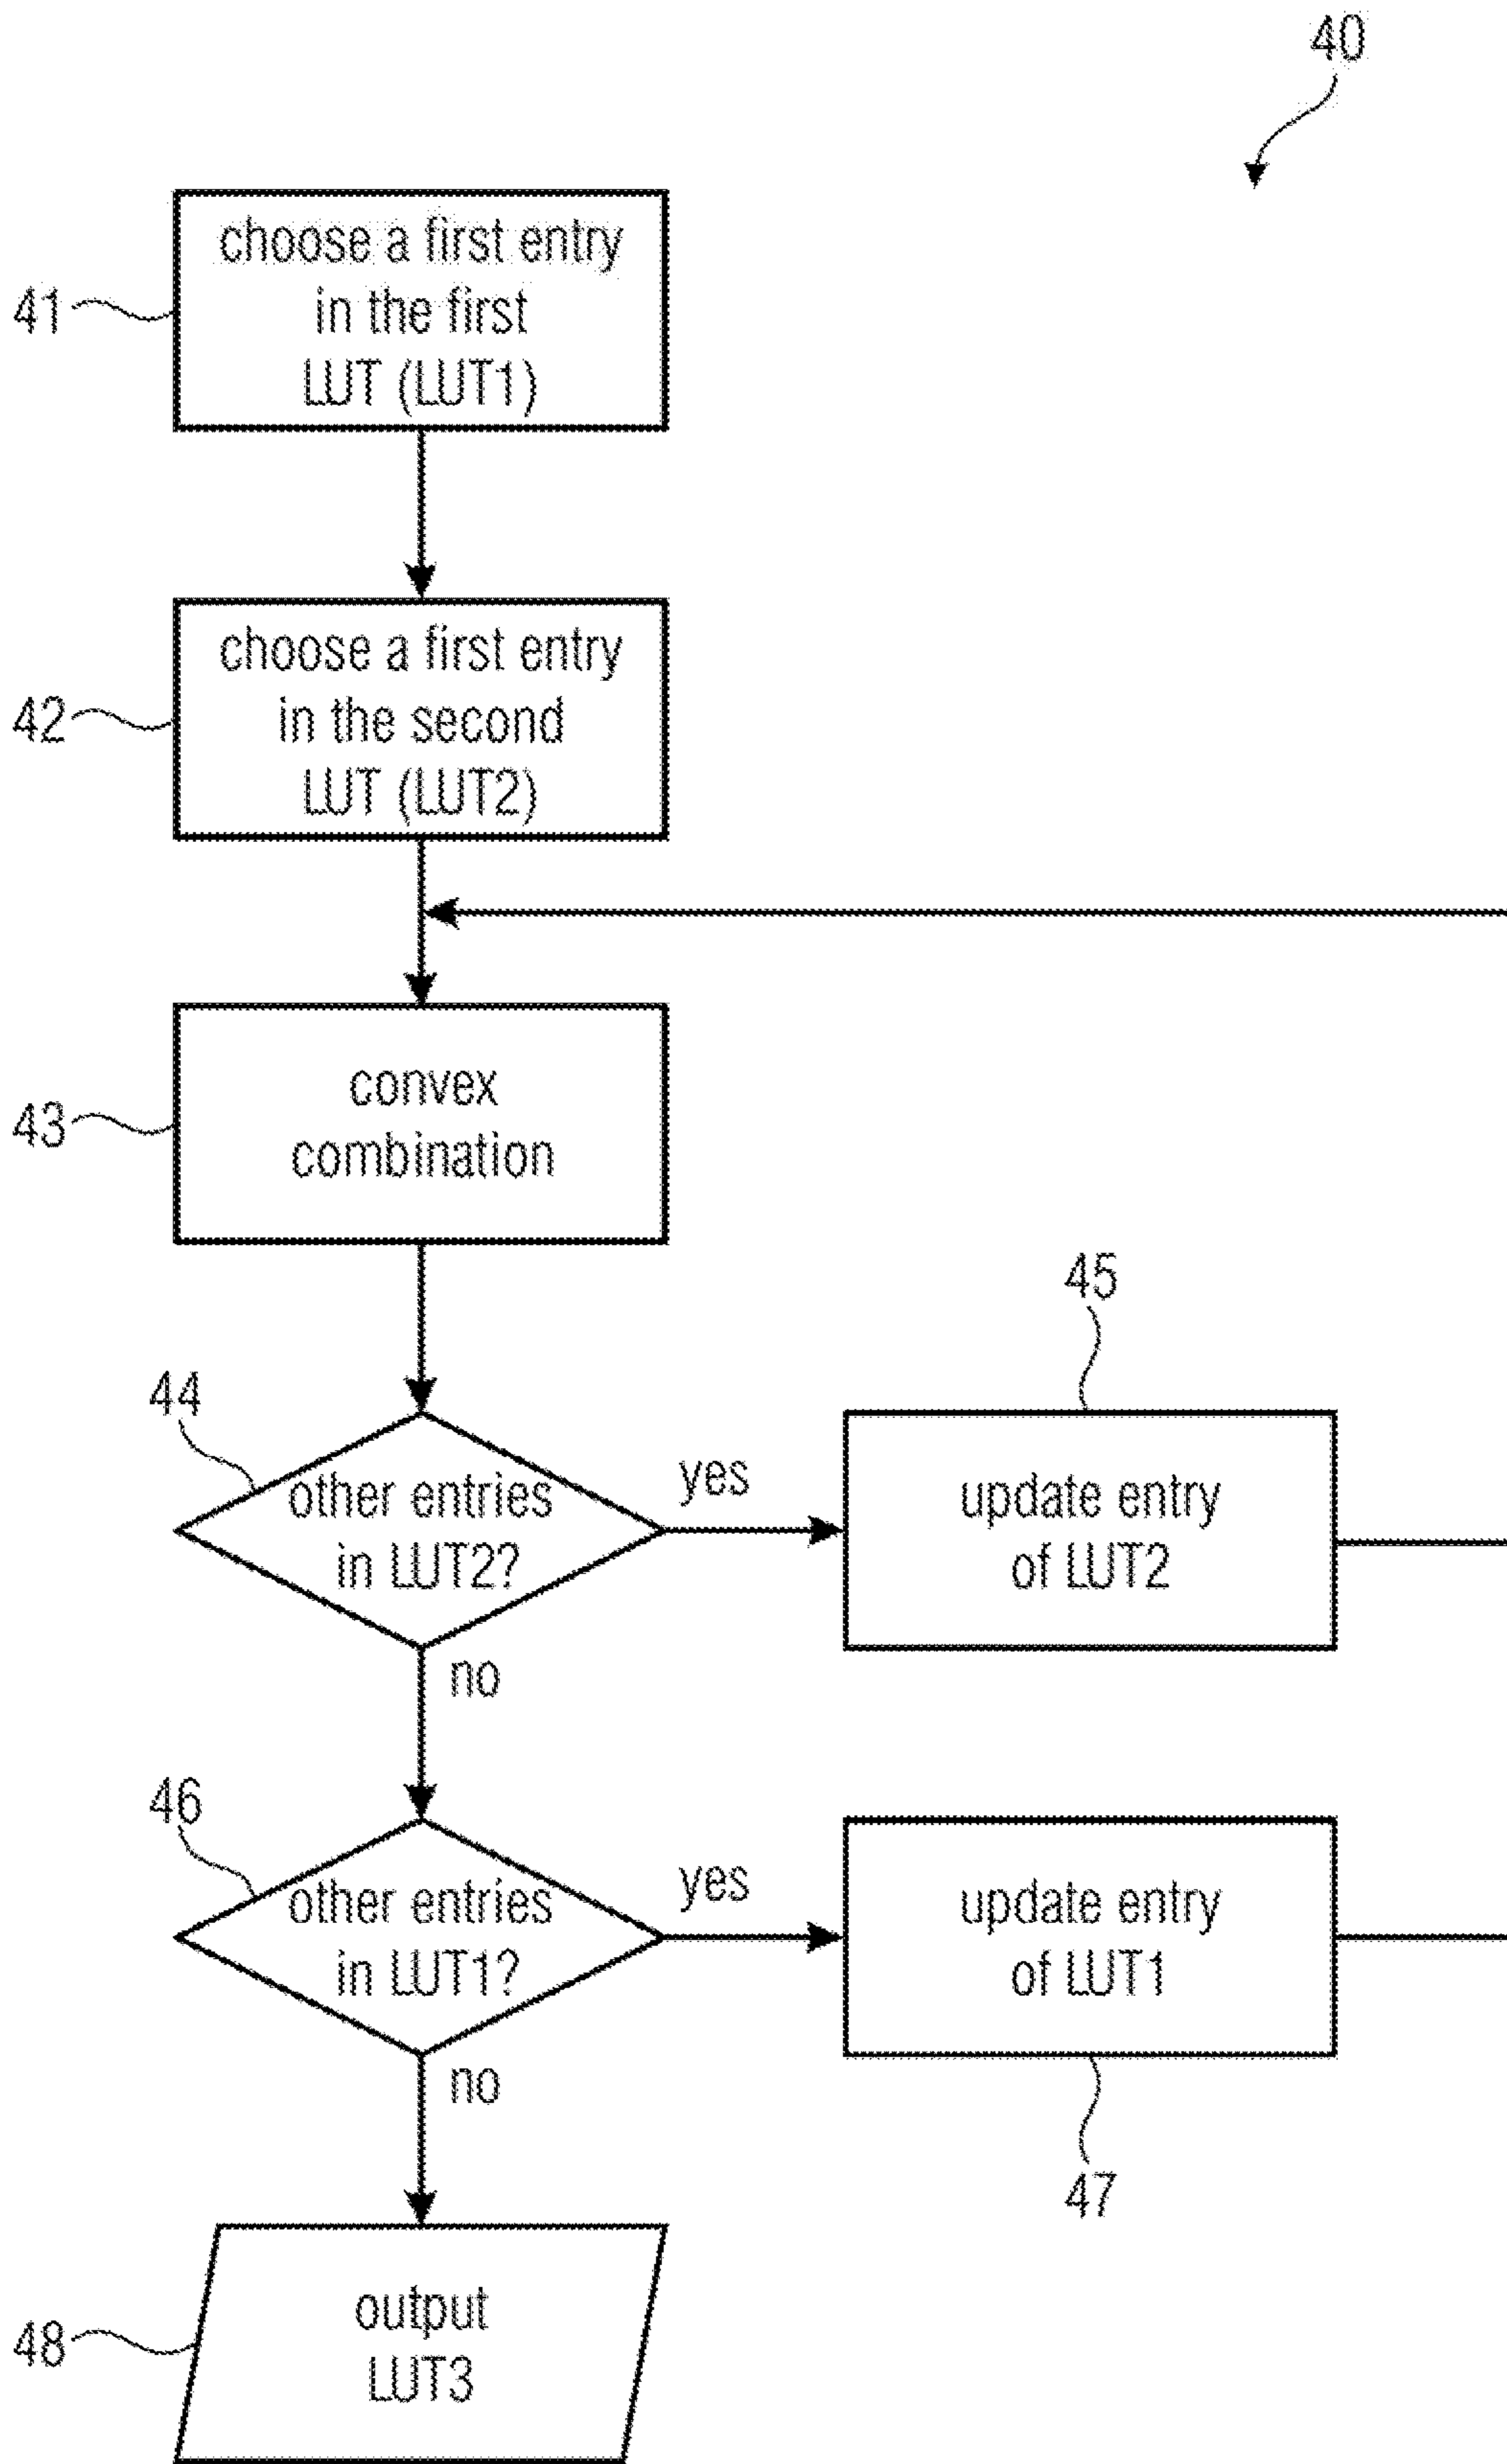 40
41
choose a first entry
in the first
LUT (LUT1)
42
choose a first entry
in the second
LUT (LUT2)
43
convex
combination
44
other entries
in LUT2?
yes
no
45
update entry
of LUT2
46
other entries
in LUT1?
yes
no
update entry
of LUT1
47
48
output
LUT3